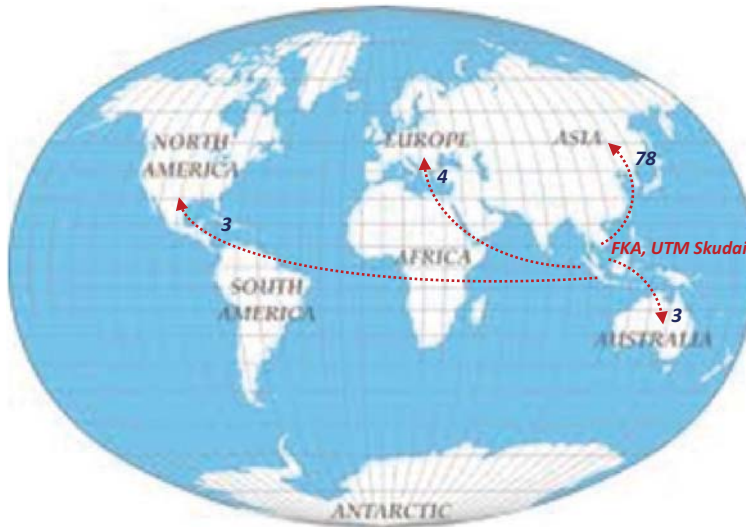 NORTH
AMERICA
EUROPE
ASIA
78
4
3
FKA, UTM Skudai
AFRICA
SOUTH
AMERICA
3
AUSTRALIA
ANTARCTIC